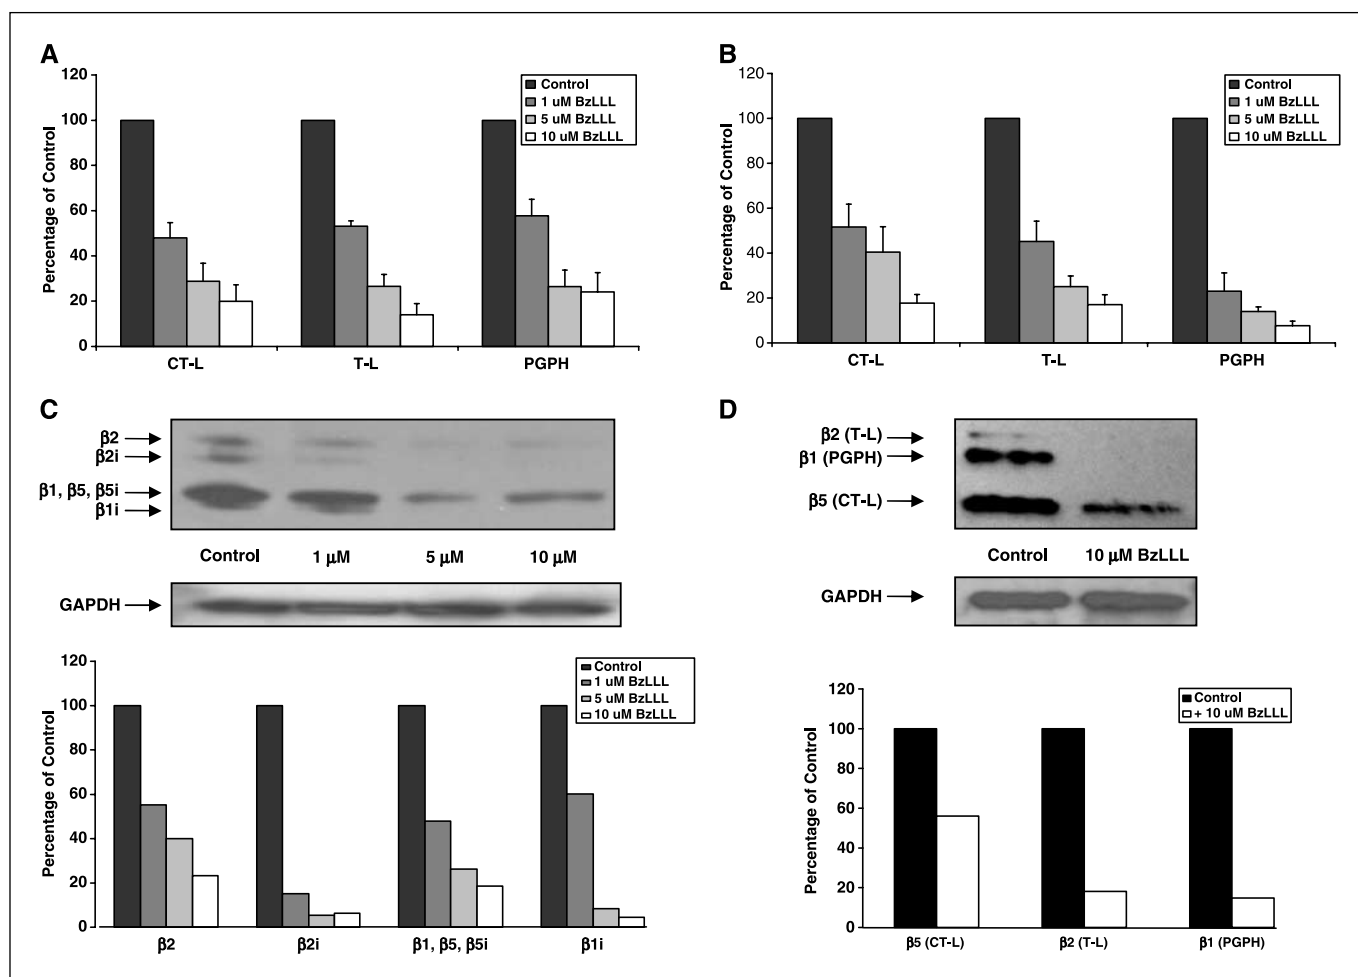 A
120
100
80
60
40
20
0
Percentage of Control
Control
1 uM BzLLL
5 uM BzLLL
10 uM BzLLL
CT-L T-L PGPH
B
120
100
80
60
40
20
0
Percentage of Control
Control
1 uM BzLLL
5 uM BzLLL
10 uM BzLLL
CT-L T-L PGPH
C
β2
β2i
β1, β5, β5i
β1i
Control 1 μM 5 μM 10 μM
GAPDH
120
100
80
60
40
20
0
Percentage of Control
Control
1 uM BzLLL
5 uM BzLLL
10 uM BzLLL
β2 β2i β1, β5, β5i β1i
D
β2 (T-L)
β1 (PGPH)
β5 (CT-L)
Control 10 μM BzLLL
GAPDH
120
100
80
60
40
20
0
Percentage of Control
Control
+ 10 uM BzLLL
β5 (CT-L) β2 (T-L) β1 (PGPH)